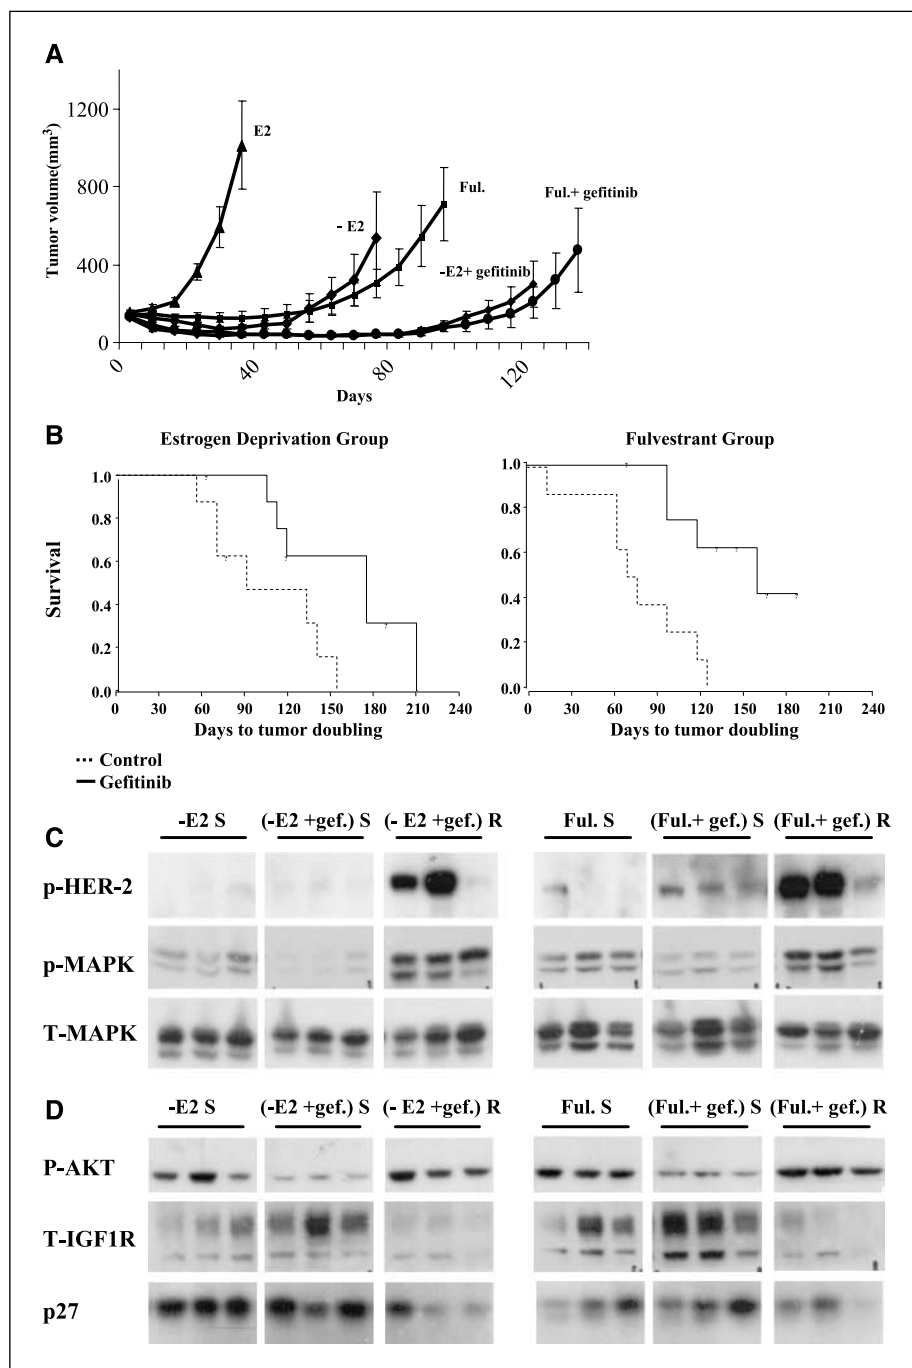 A
Tumor volume(mm³)
1200
800
400
0
E2
- E2
Ful.
-E2+ gefitinib
Ful.+ gefitinib
0
40
80
120
Days
B
Estrogen Deprivation Group
Fulvestrant Group
Survival
1.0
0.8
0.6
0.4
0.2
0.0
0 30 60 90 120 150 180 210 240
Days to tumor doubling
1.0
0.8
0.6
0.4
0.2
0.0
0 30 60 90 120 150 180 210 240
Days to tumor doubling
Control
Gefitinib
C
-E2 S (-E2 +gef.) S (- E2 +gef.) R Ful. S (Ful.+ gef.) S (Ful.+ gef.) R
p-HER-2
p-MAPK
T-MAPK
D
-E2 S (-E2 +gef.) S (- E2 +gef.) R Ful. S (Ful.+ gef.) S (Ful.+ gef.) R
P-AKT
T-IGF1R
p27